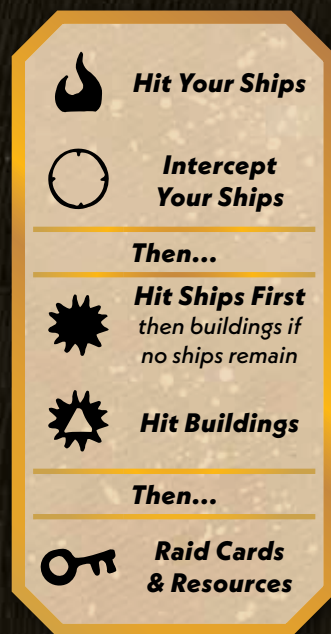 Hit Your Ships
Intercept
Your Ships
Then...
Hit Ships First
then buildings if
no ships remain
Hit Buildings
Then...
Raid Cards
& Resources